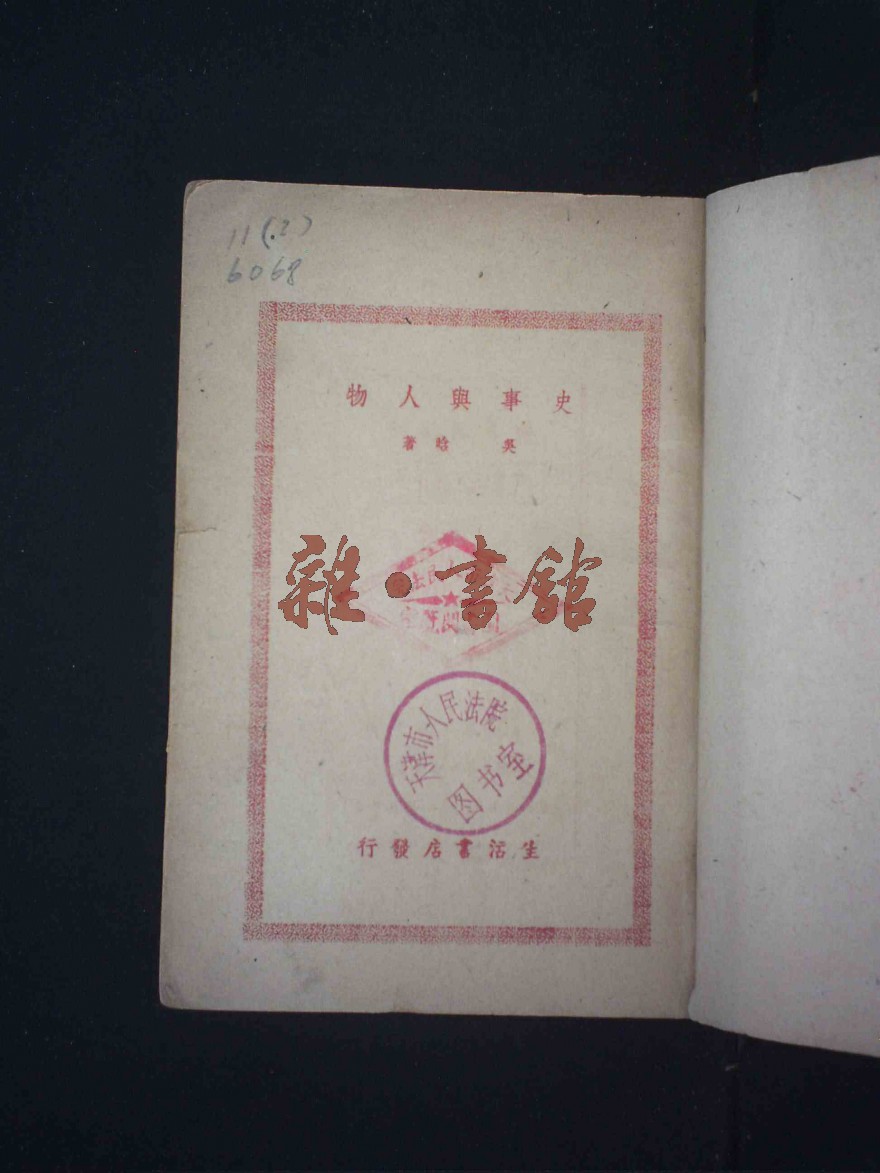 11(.2)
6068
史事與人物
吳晗著
雜·書館
天津市人民法院
图书室
生活書店發行